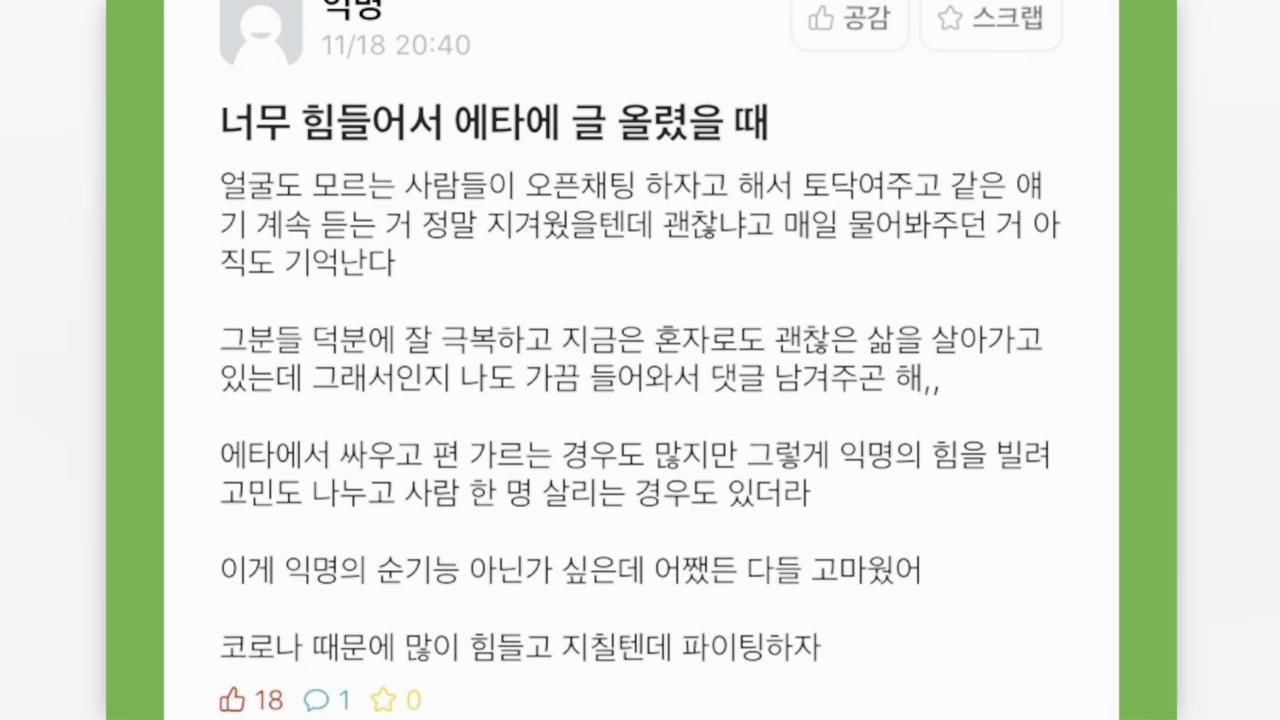 익명
11/18 20:40
공감
스크랩
너무 힘들어서 에타에 글 올렸을 때
얼굴도 모르는 사람들이 오픈채팅 하자고 해서 토닥여주고 같은 얘
기 계속 듣는 거 정말 지겨웠을텐데 괜찮냐고 매일 물어봐주던 거 아
직도 기억난다
그분들 덕분에 잘 극복하고 지금은 혼자로도 괜찮은 삶을 살아가고
있는데 그래서인지 나도 가끔 들어와서 댓글 남겨주곤 해,,
에타에서 싸우고 편 가르는 경우도 많지만 그렇게 익명의 힘을 빌려
고민도 나누고 사람 한 명 살리는 경우도 있더라
이게 익명의 순기능 아닌가 싶은데 어쨌든 다들 고마웠어
코로나 때문에 많이 힘들고 지칠텐데 파이팅하자
18 1 0